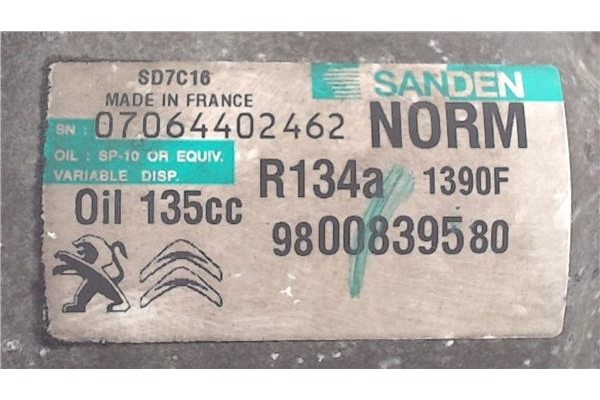 SD7C16
SANDEN
MADE IN FRANCE
SN : 07064402462
NORM
OIL : SP-10 OR EQUIV.
VARIABLE DISP.
R134a 1390F
Oil 135cc
9800839580